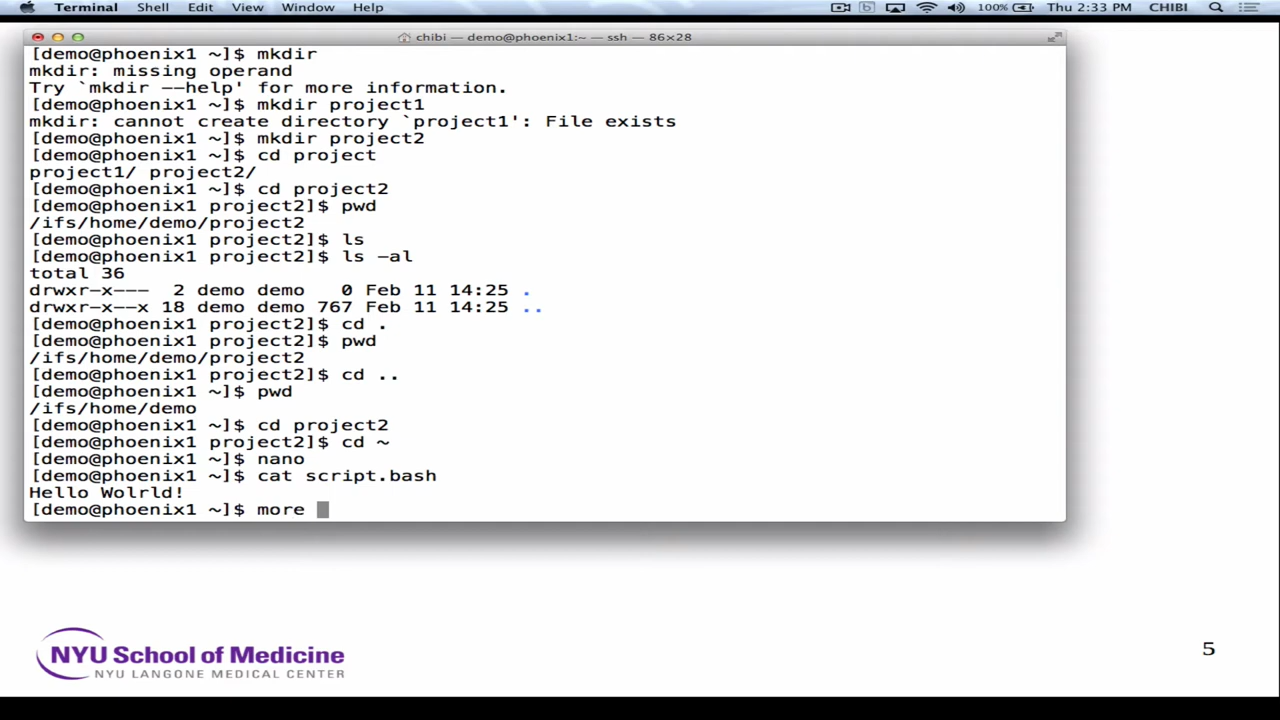 Terminal Shell Edit View Window Help 100% Thu 2:33 PM CHIBI
chibi — demo@phoenix1:~ — ssh — 86×28
[demo@phoenix1 ~]$ mkdir
mkdir: missing operand
Try `mkdir --help' for more information.
[demo@phoenix1 ~]$ mkdir project1
mkdir: cannot create directory `project1': File exists
[demo@phoenix1 ~]$ mkdir project2
[demo@phoenix1 ~]$ cd project
project1/ project2/
[demo@phoenix1 ~]$ cd project2
[demo@phoenix1 project2]$ pwd
/ifs/home/demo/project2
[demo@phoenix1 project2]$ ls
[demo@phoenix1 project2]$ ls -al
total 36
drwxr-x---  2 demo demo   0 Feb 11 14:25 .
drwxr-x--x 18 demo demo 767 Feb 11 14:25 ..
[demo@phoenix1 project2]$ cd .
[demo@phoenix1 project2]$ pwd
/ifs/home/demo/project2
[demo@phoenix1 project2]$ cd ..
[demo@phoenix1 ~]$ pwd
/ifs/home/demo
[demo@phoenix1 ~]$ cd project2
[demo@phoenix1 project2]$ cd ~
[demo@phoenix1 ~]$ nano
[demo@phoenix1 ~]$ cat script.bash
Hello Wolrld!
[demo@phoenix1 ~]$ more
NYU School of Medicine
NYU LANGONE MEDICAL CENTER
5